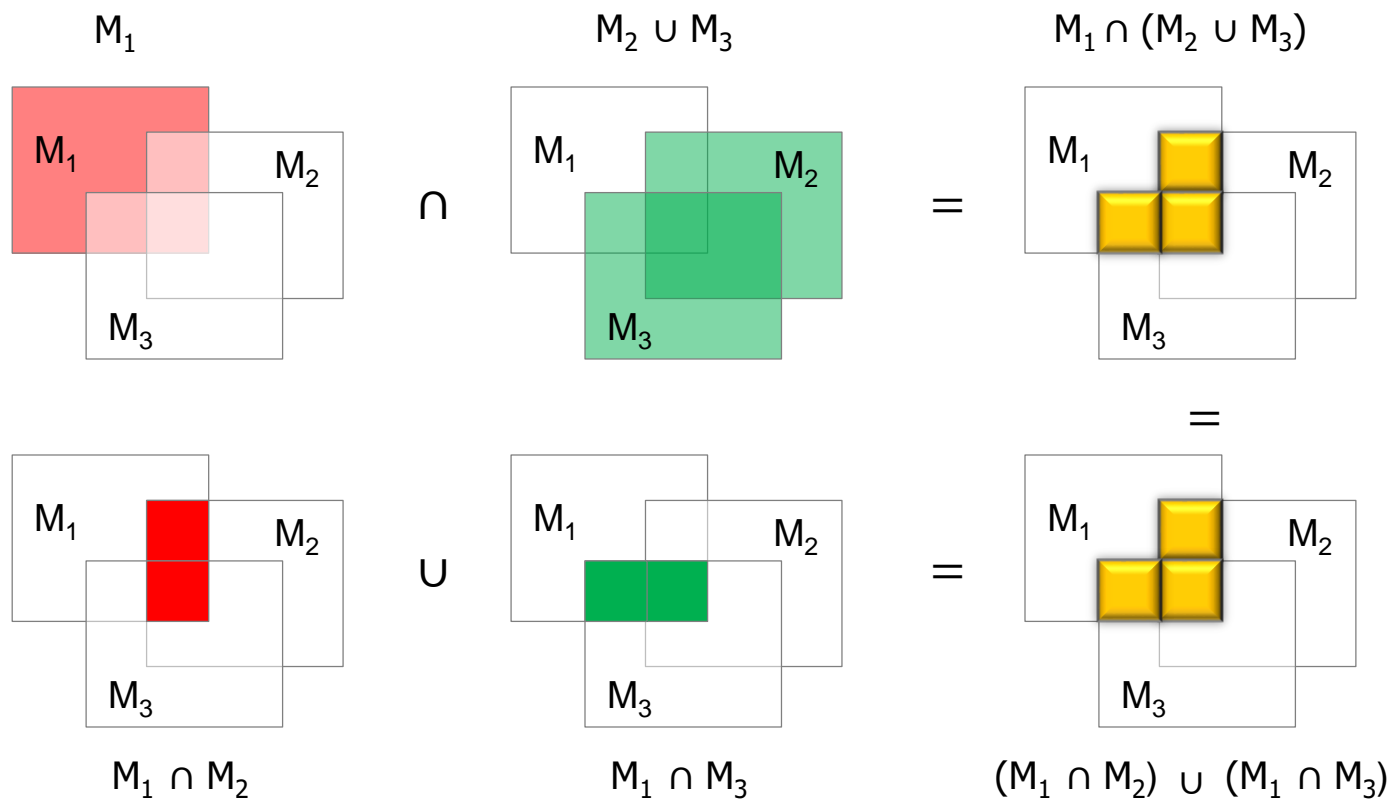 M₁ M₂ ∪ M₃ M₁ ∩ (M₂ ∪ M₃)
M₁ M₂ M₃
∩
M₁ M₂ M₃
=
M₁ M₂ M₃
=
M₁ M₂ M₃
∪
M₁ M₂ M₃
=
M₁ M₂ M₃
M₁ ∩ M₂ M₁ ∩ M₃ (M₁ ∩ M₂) ∪ (M₁ ∩ M₃)